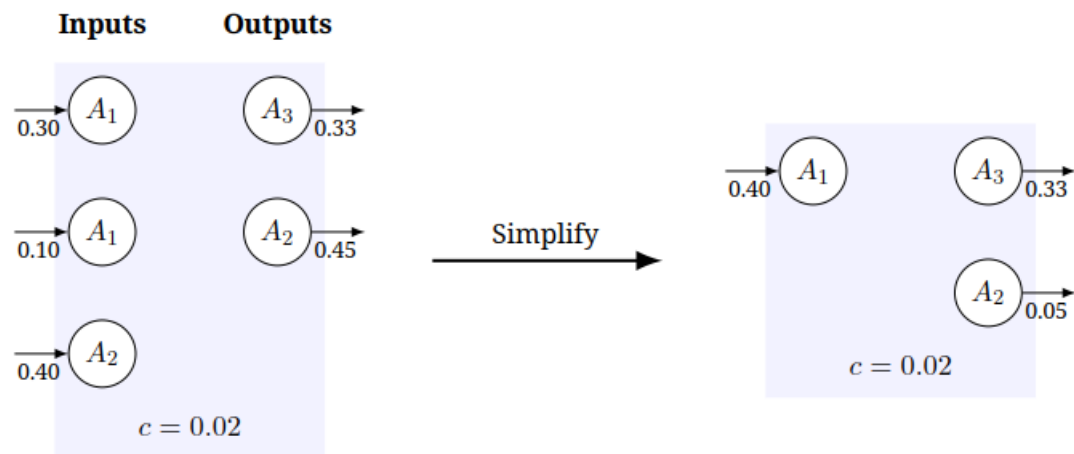 Inputs Outputs
A₁ A₃
0.30 0.33
A₁ A₂
0.10 0.45
A₂
0.40
c = 0.02
Simplify
A₁ A₃
0.40 0.33
A₂
0.05
c = 0.02